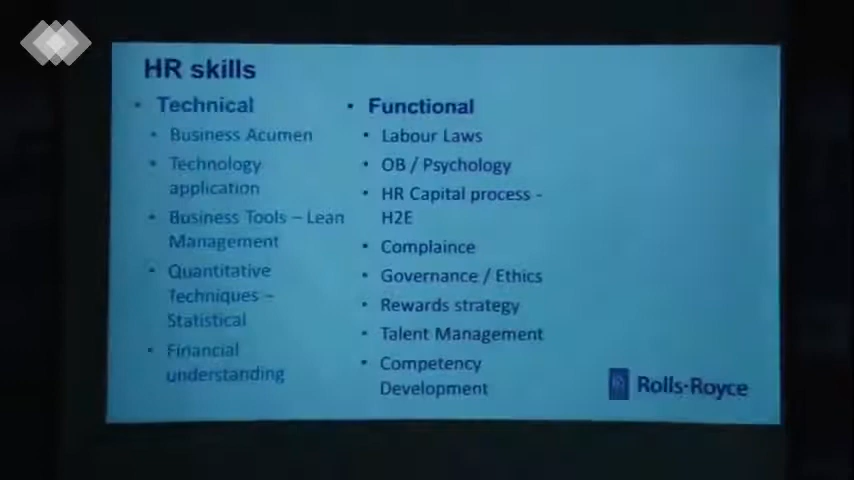 HR skills
• Technical
• Business Acumen
• Technology
application
• Business Tools – Lean
Management
• Quantitative
Techniques –
Statistical
• Financial
understanding
• Functional
• Labour Laws
• OB / Psychology
• HR Capital process -
H2E
• Complaince
• Governance / Ethics
• Rewards strategy
• Talent Management
• Competency
Development
Rolls-Royce